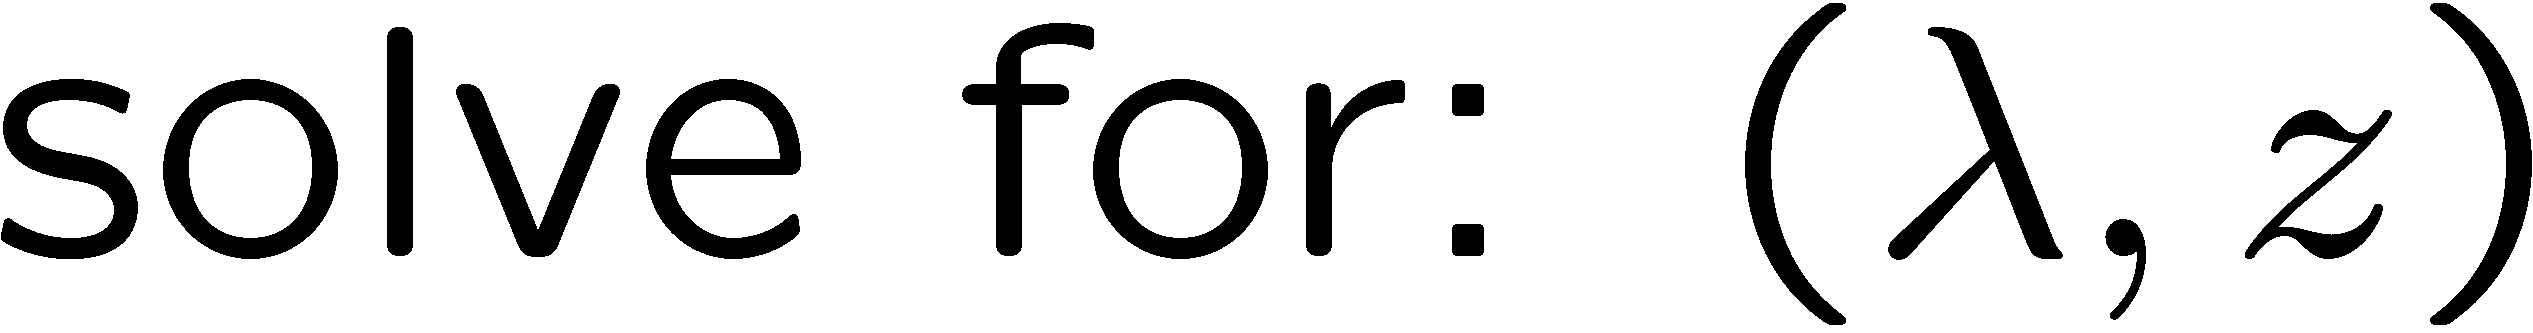 solve for: (λ, z)